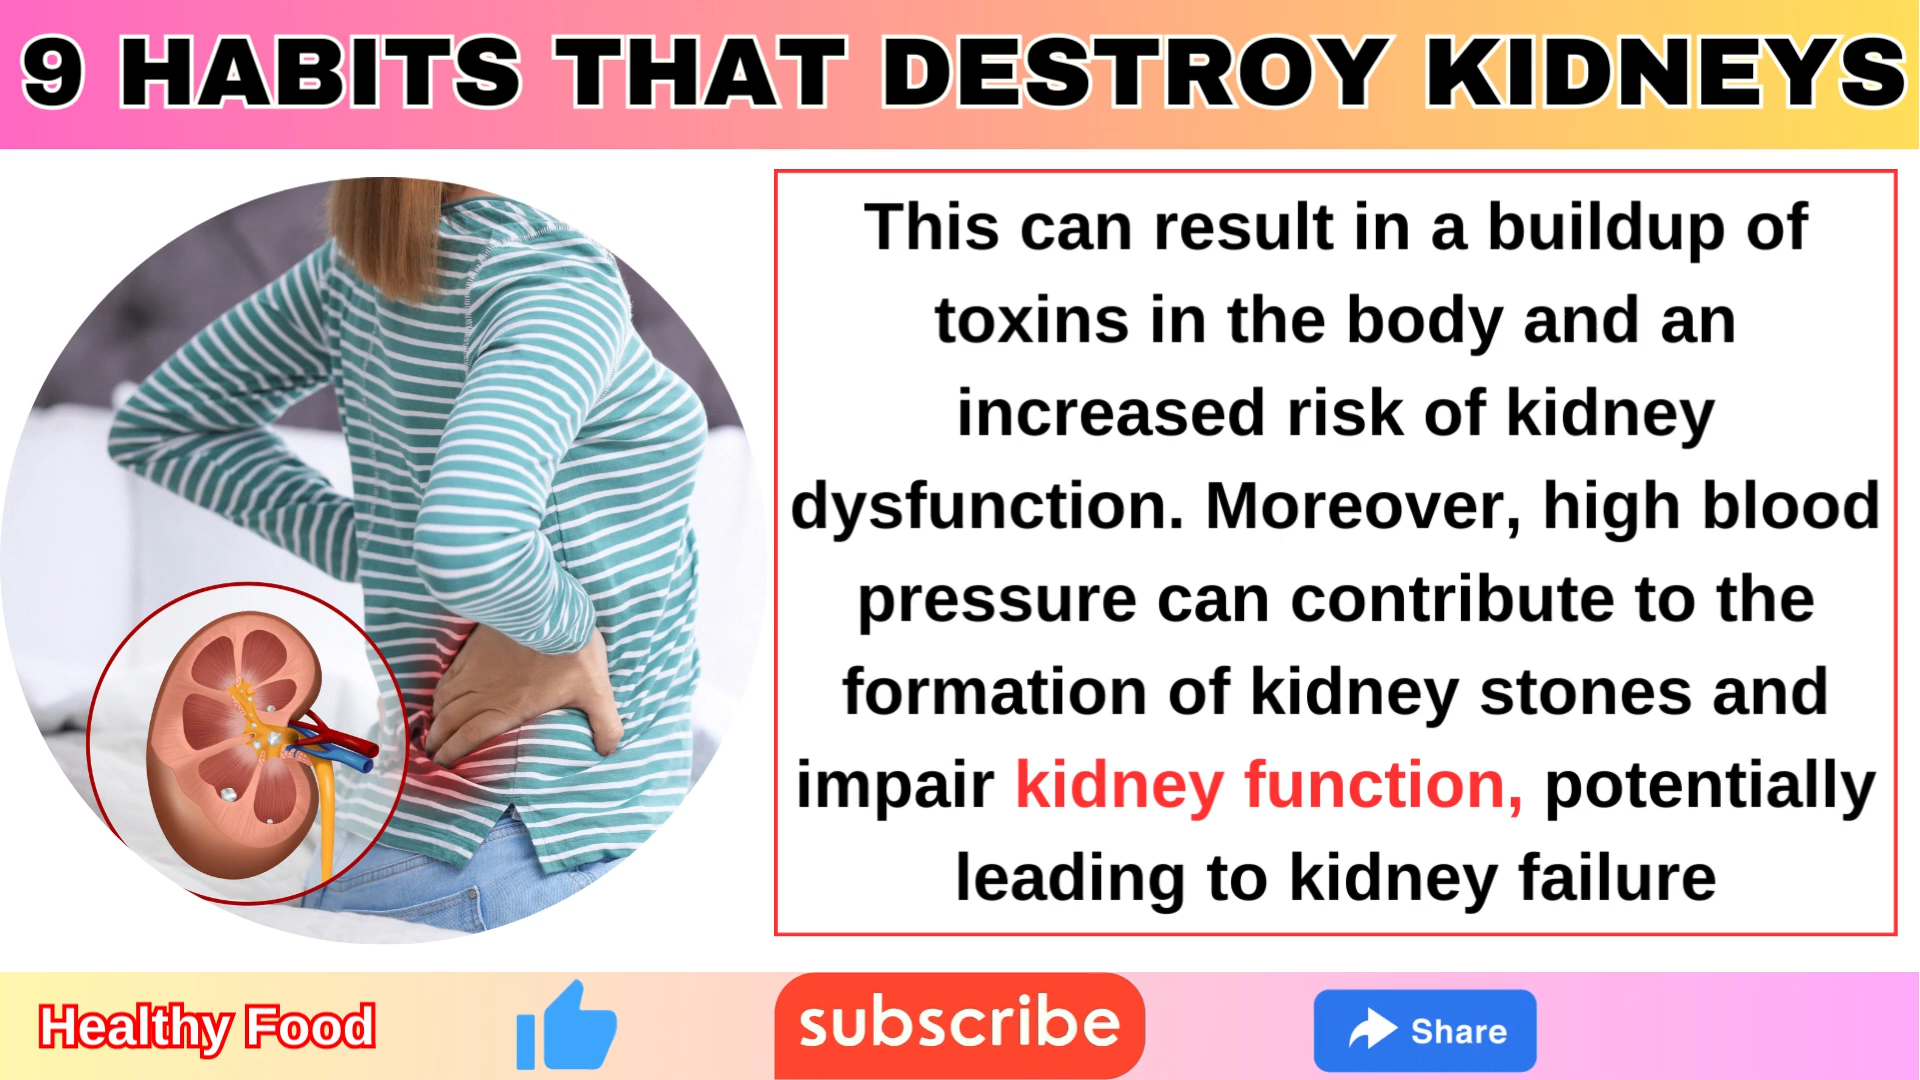 9 HABITS THAT DESTROY KIDNEYS
This can result in a buildup of
toxins in the body and an
increased risk of kidney
dysfunction. Moreover, high blood
pressure can contribute to the
formation of kidney stones and
impair kidney function, potentially
leading to kidney failure
Healthy Food
subscribe
Share